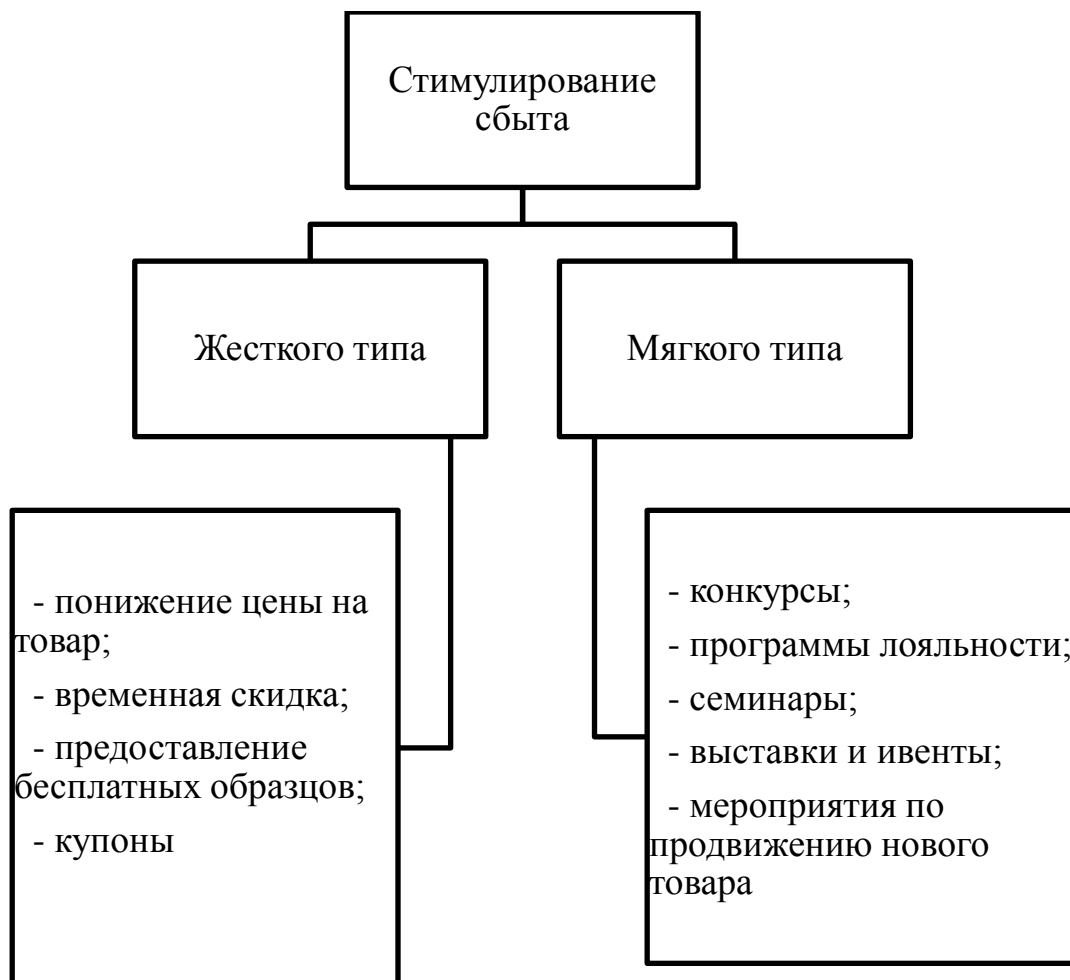 Стимулирование
сбыта
Жесткого типа
Мягкого типа
- понижение цены на
товар;
- временная скидка;
- предоставление
бесплатных образцов;
- купоны
- конкурсы;
- программы лояльности;
- семинары;
- выставки и ивенты;
- мероприятия по
продвижению нового
товара